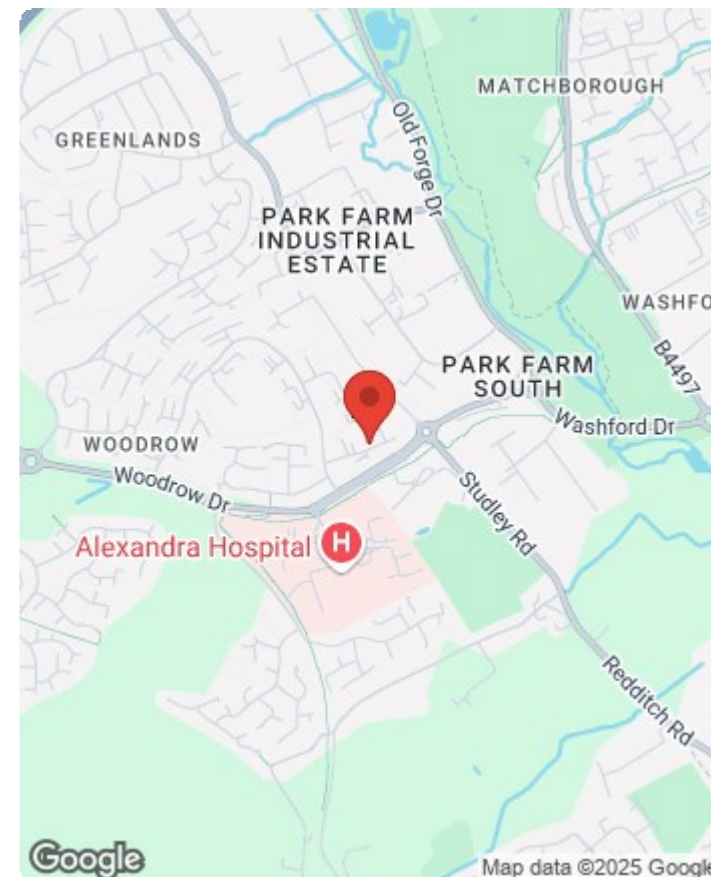 MATCHBOROUGH
GREENLANDS
Old Forge Dr
PARK FARM
INDUSTRIAL
ESTATE
WASHFO
B4497
PARK FARM
SOUTH
Washford Dr
WOODROW
Woodrow Dr
Studley Rd
Alexandra Hospital
H
Redditch Rd
Google
Map data ©2025 Google